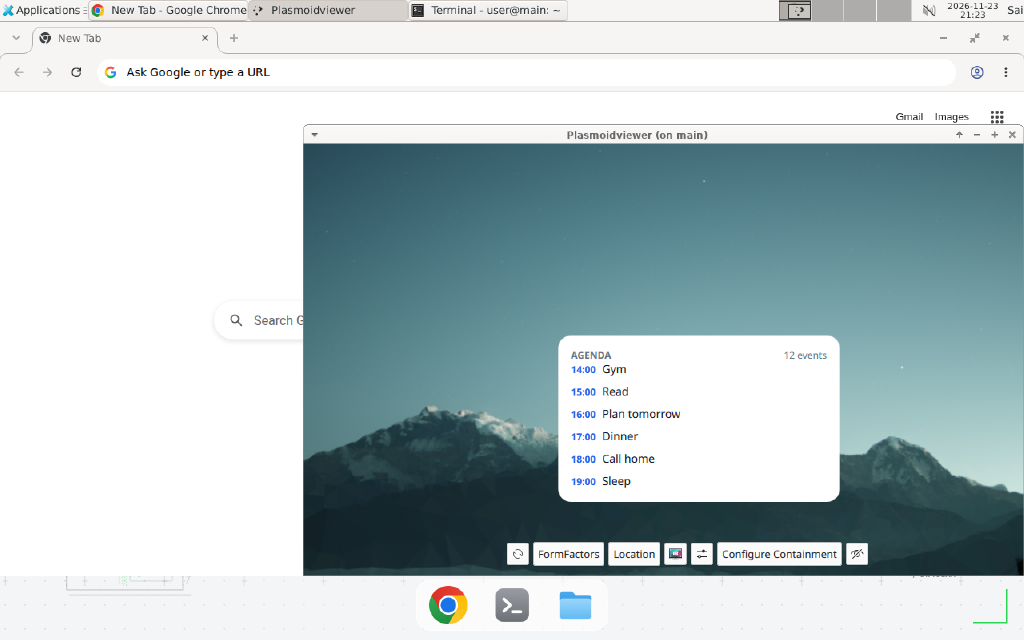 Applications
New Tab - Google Chrome
Plasmoidviewer
Terminal - user@main: ~
2026-11-23
21:23
Sai
New Tab
Ask Google or type a URL
Gmail
Images
Plasmoidviewer (on main)
Search G
AGENDA
12 events
14:00 Gym
15:00 Read
16:00 Plan tomorrow
17:00 Dinner
18:00 Call home
19:00 Sleep
FormFactors
Location
Configure Containment